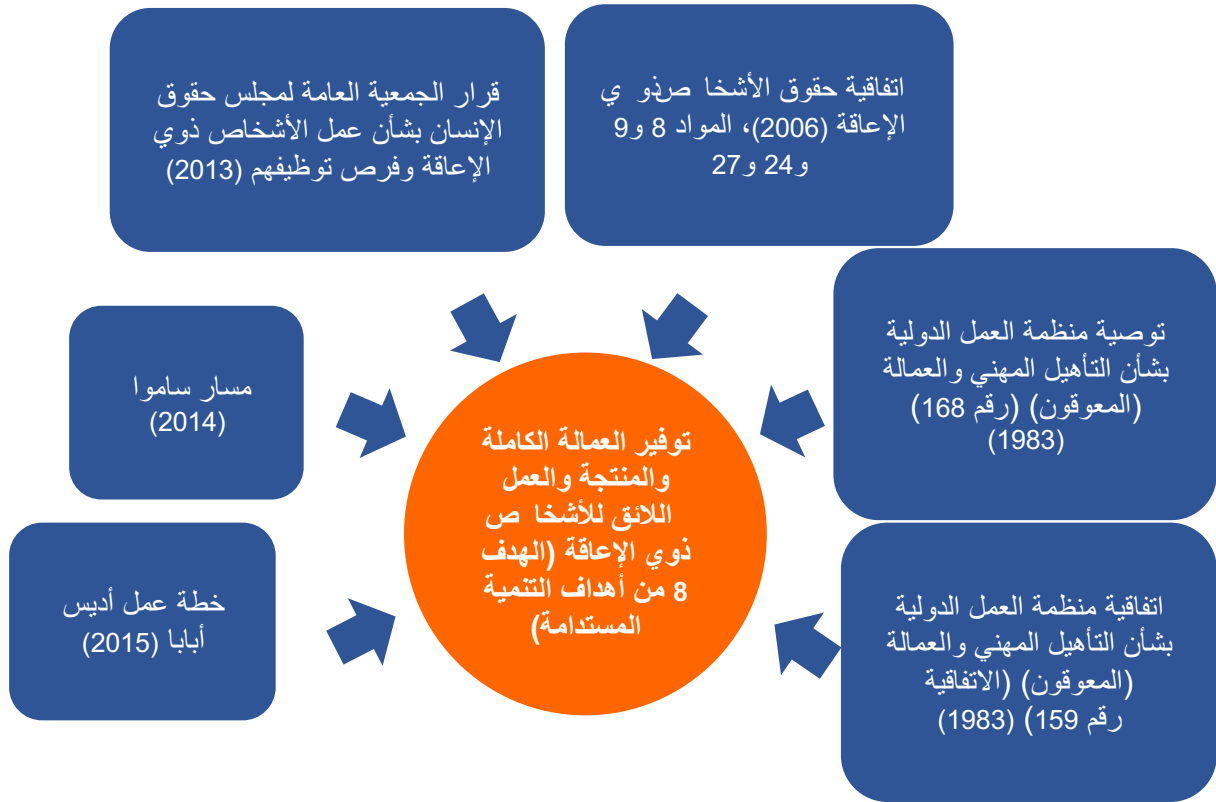 قرار الجمعية العامة لمجلس حقوق
الإنسان بشأن عمل الأشخاص ذوي
الإعاقة وفرص توظيفهم (2013)
اتفاقية حقوق الأشخا صذو ي
الإعاقة (2006)، المواد 8 و9
و24 و27
توصية منظمة العمل الدولية
بشأن التأهيل المهني والعمالة
(المعوقون) (رقم 168)
(1983)
اتفاقية منظمة العمل الدولية
بشأن التأهيل المهني والعمالة
(المعوقون) (الاتفاقية
رقم 159) (1983)
مسار ساموا
(2014)
خطة عمل أديس
أبابا (2015)
توفير العمالة الكاملة
والمنتجة والعمل
اللائق للأشخا ص
ذوي الإعاقة (الهدف
8 من أهداف التنمية
المستدامة)